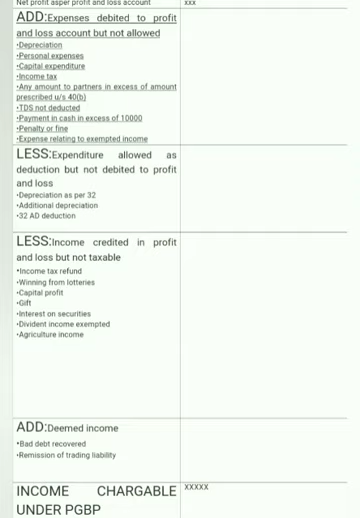 Net profit asper profit and loss account xxx
ADD:Expenses debited to profit
and loss account but not allowed
•Depreciation
•Personal expenses
•Capital expenditure
•Income tax
•Any amount to partners in excess of amount
prescribed u/s 40(b)
•TDS not deducted
•Payment in cash in excess of 10000
•Penalty or fine
•Expense relating to exempted income
LESS:Expenditure allowed as
deduction but not debited to profit
and loss
•Depreciation as per 32
•Additional depreciation
•32 AD deduction
LESS:Income credited in profit
and loss but not taxable
•Income tax refund
•Winning from lotteries
•Capital profit
•Gift
•Interest on securities
•Divident income exempted
•Agriculture income
ADD:Deemed income
•Bad debt recovered
•Remission of trading liability
INCOME CHARGABLE XXXXX
UNDER PGBP